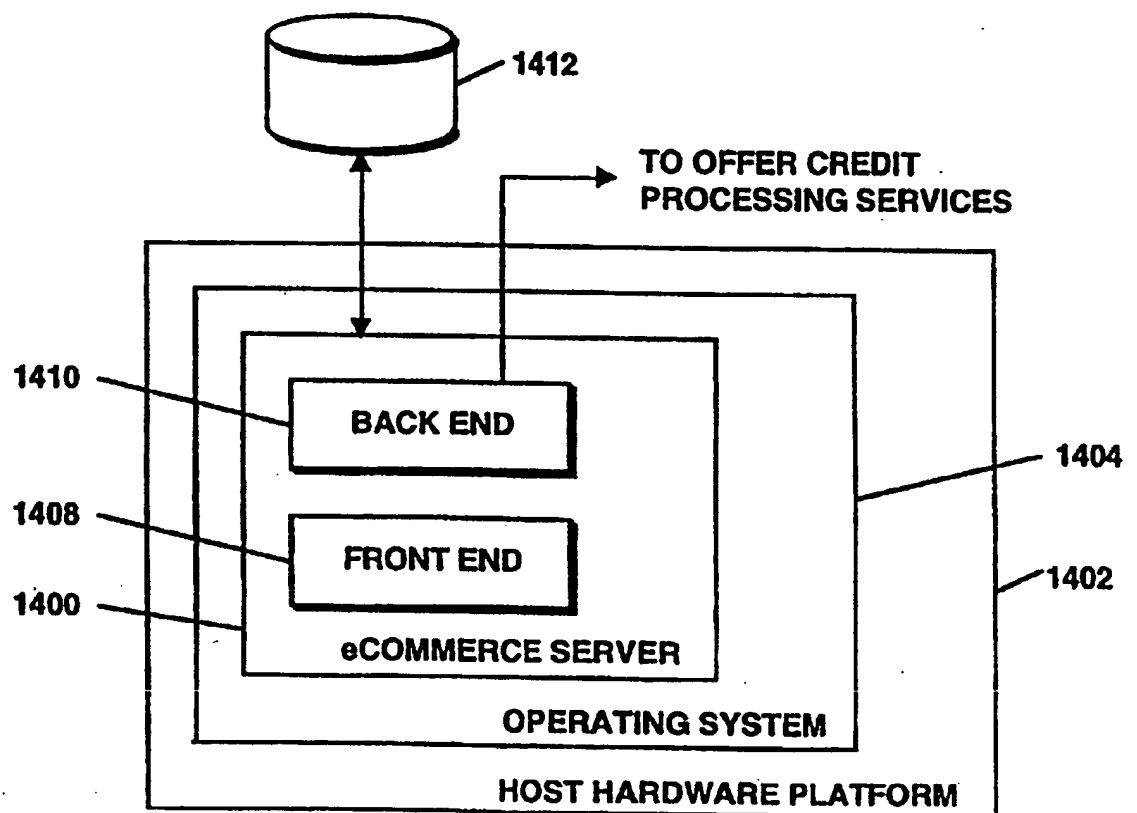 1412
TO OFFER CREDIT
PROCESSING SERVICES
1410
BACK END
1404
1408
FRONT END
1402
1400
eCOMMERCE SERVER
OPERATING SYSTEM
HOST HARDWARE PLATFORM